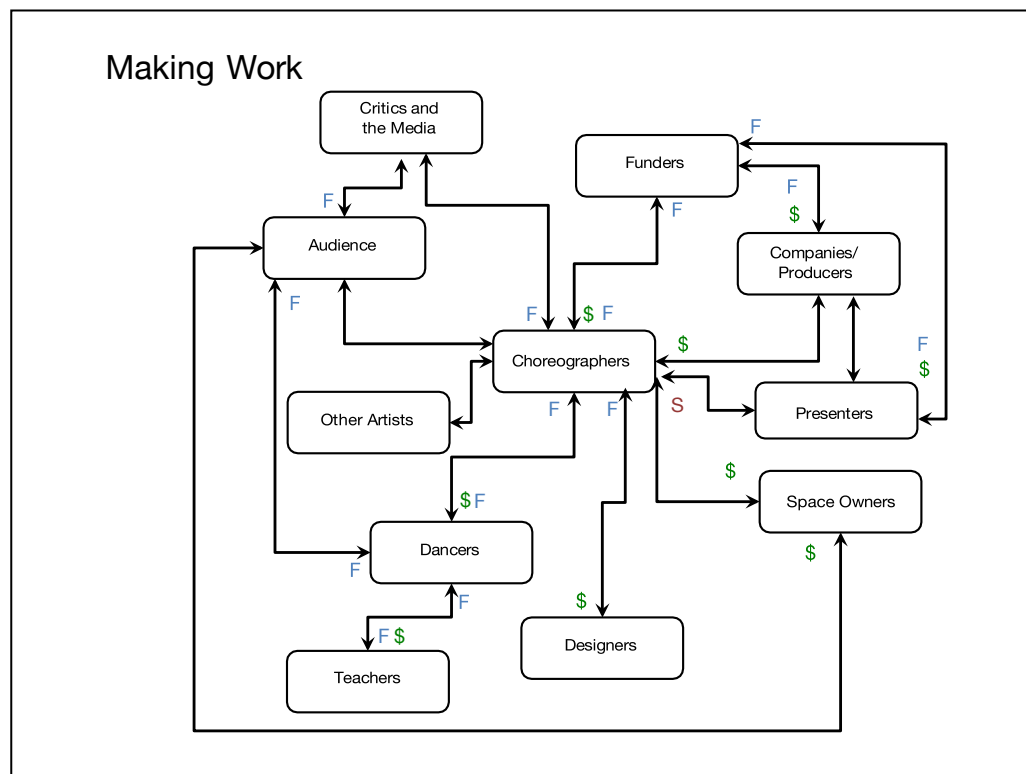 Making Work
Critics and
the Media
F
Funders
F
F
F
$
Audience
Companies/
Producers
F
F
$ F
$
F
$
Choreographers
F
F
S
Other Artists
Presenters
$
Space Owners
$ F
$
Dancers
F
F
$
F $
Designers
Teachers